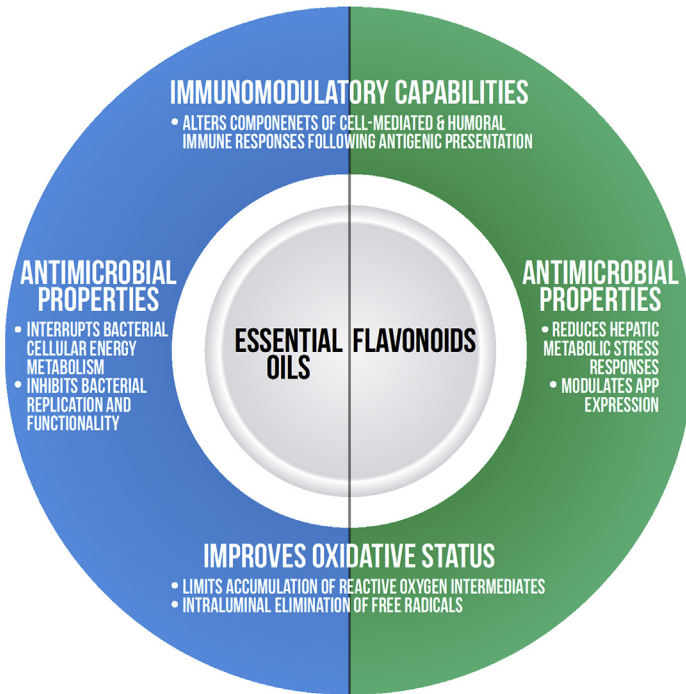 IMMUNOMODULATORY CAPABILITIES
• ALTERS COMPONENETS OF CELL-MEDIATED & HUMORAL
IMMUNE RESPONSES FOLLOWING ANTIGENIC PRESENTATION
ANTIMICROBIAL
PROPERTIES
• INTERRUPTS BACTERIAL
CELLULAR ENERGY
METABOLISM
• INHIBITS BACTERIAL
REPLICATION AND
FUNCTIONALITY
ESSENTIAL
OILS
FLAVONOIDS
ANTIMICROBIAL
PROPERTIES
• REDUCES HEPATIC
METABOLIC STRESS
RESPONSES
• MODULATES APP
EXPRESSION
IMPROVES OXIDATIVE STATUS
• LIMITS ACCUMULATION OF REACTIVE OXYGEN INTERMEDIATES
• INTRALUMINAL ELIMINATION OF FREE RADICALS